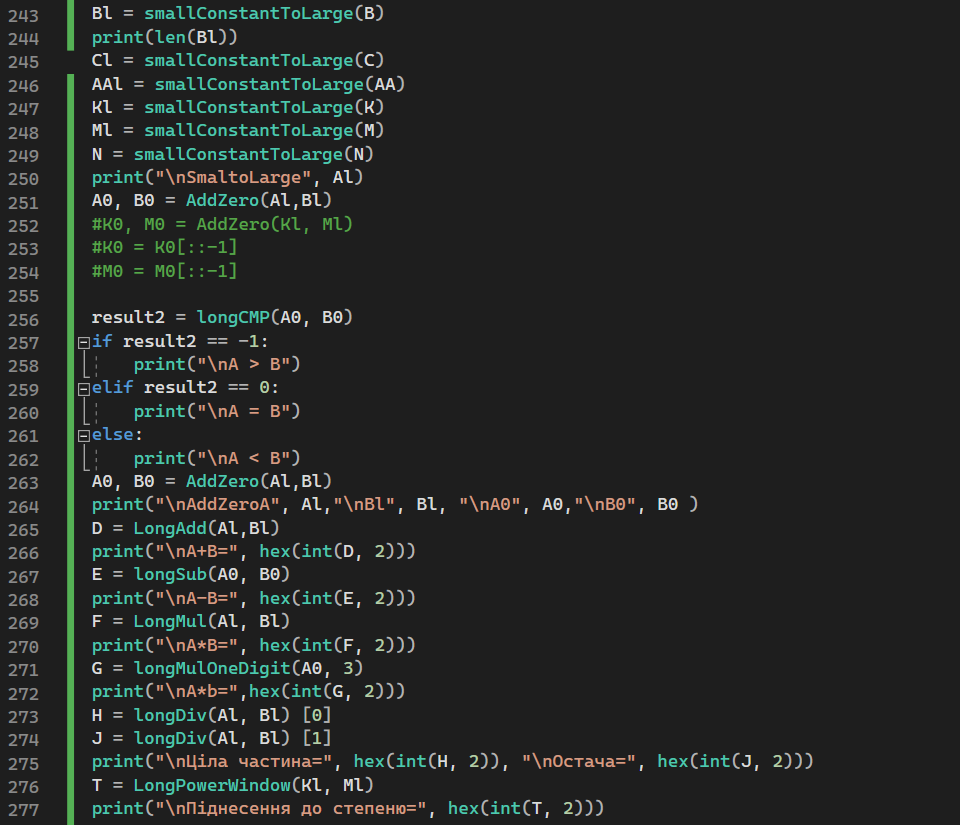 243 Bl = smallConstantToLarge(B)
244 print(len(Bl))
245 Cl = smallConstantToLarge(C)
246 AAl = smallConstantToLarge(AA)
247 Kl = smallConstantToLarge(K)
248 Ml = smallConstantToLarge(M)
249 N = smallConstantToLarge(N)
250 print("\nSmaltoLarge", Al)
251 A0, B0 = AddZero(Al,Bl)
252 #K0, M0 = AddZero(Kl, Ml)
253 #K0 = K0[::-1]
254 #M0 = M0[::-1]
255
256 result2 = longCMP(A0, B0)
257 if result2 == -1:
258     print("\nA > B")
259 elif result2 == 0:
260     print("\nA = B")
261 else:
262     print("\nA < B")
263 A0, B0 = AddZero(Al,Bl)
264 print("\nAddZeroA", Al,"\nBl", Bl, "\nA0", A0,"\nB0", B0 )
265 D = LongAdd(Al,Bl)
266 print("\nA+B=", hex(int(D, 2)))
267 E = longSub(A0, B0)
268 print("\nA-B=", hex(int(E, 2)))
269 F = LongMul(Al, Bl)
270 print("\nA*B=", hex(int(F, 2)))
271 G = longMulOneDigit(A0, 3)
272 print("\nA*b=",hex(int(G, 2)))
273 H = longDiv(Al, Bl) [0]
274 J = longDiv(Al, Bl) [1]
275 print("\nЦіла частина=", hex(int(H, 2)), "\nОстача=", hex(int(J, 2)))
276 T = LongPowerWindow(Kl, Ml)
277 print("\nПіднесення до степеню=", hex(int(T, 2)))